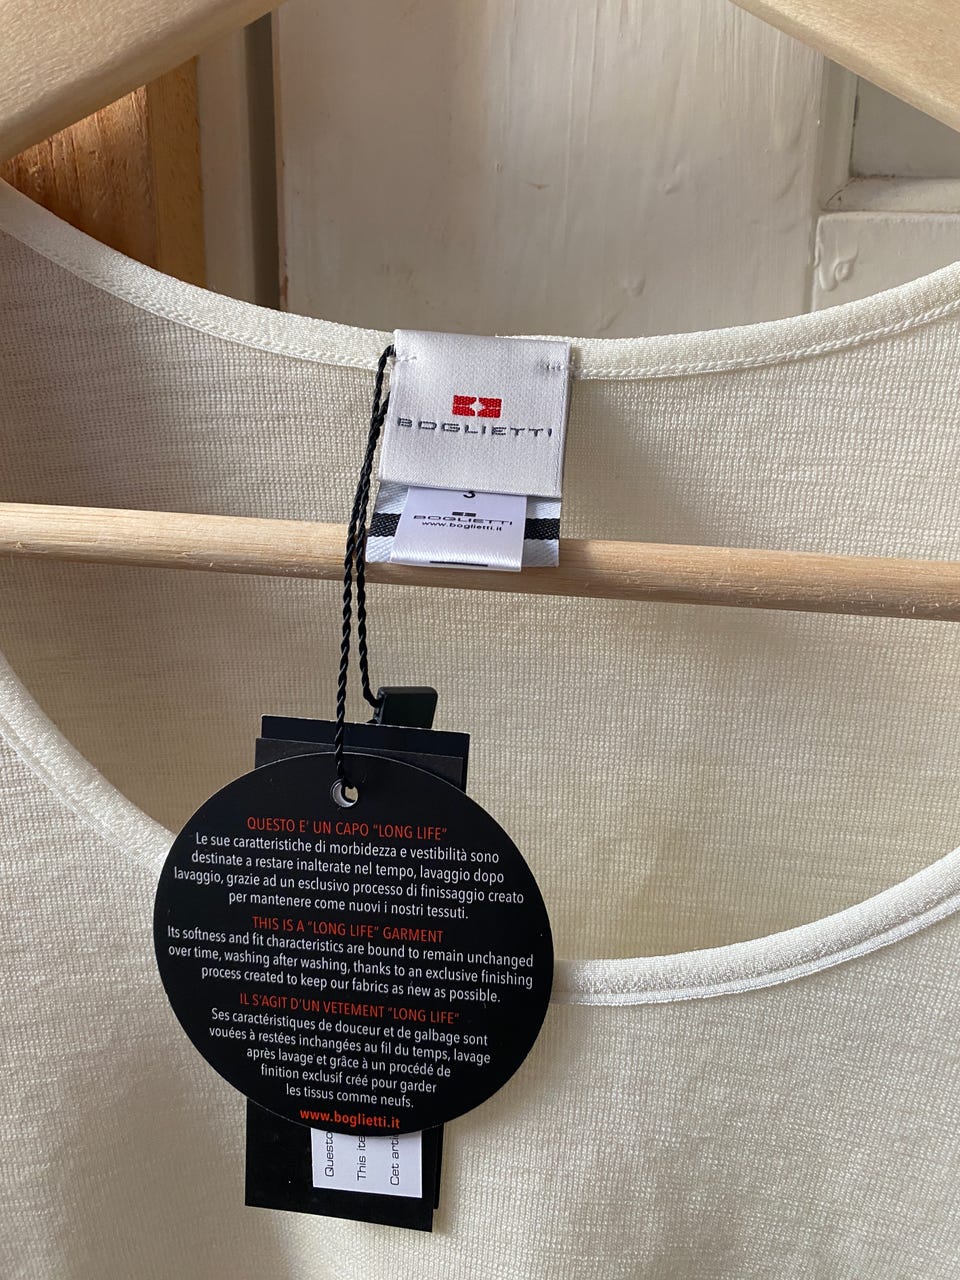 BOGLIETTI
3
BOGLIETTI
www.boglietti.it
QUESTO E' UN CAPO "LONG LIFE"
Le sue caratteristiche di morbidezza e vestibilità sono
destinate a restare inalterate nel tempo, lavaggio dopo
lavaggio, grazie ad un esclusivo processo di finissaggio creato
per mantenere come nuovi i nostri tessuti.
THIS IS A "LONG LIFE" GARMENT
Its softness and fit characteristics are bound to remain unchanged
over time, washing after washing, thanks to an exclusive finishing
process created to keep our fabrics as new as possible.
IL S'AGIT D'UN VETEMENT "LONG LIFE"
Ses caractéristiques de douceur et de galbage sont
vouées à restées inchangées au fil du temps, lavage
après lavage et grâce à un procédé de
finition exclusif créé pour garder
les tissus comme neufs.
www.boglietti.it
Questo
This ite
Cet arti